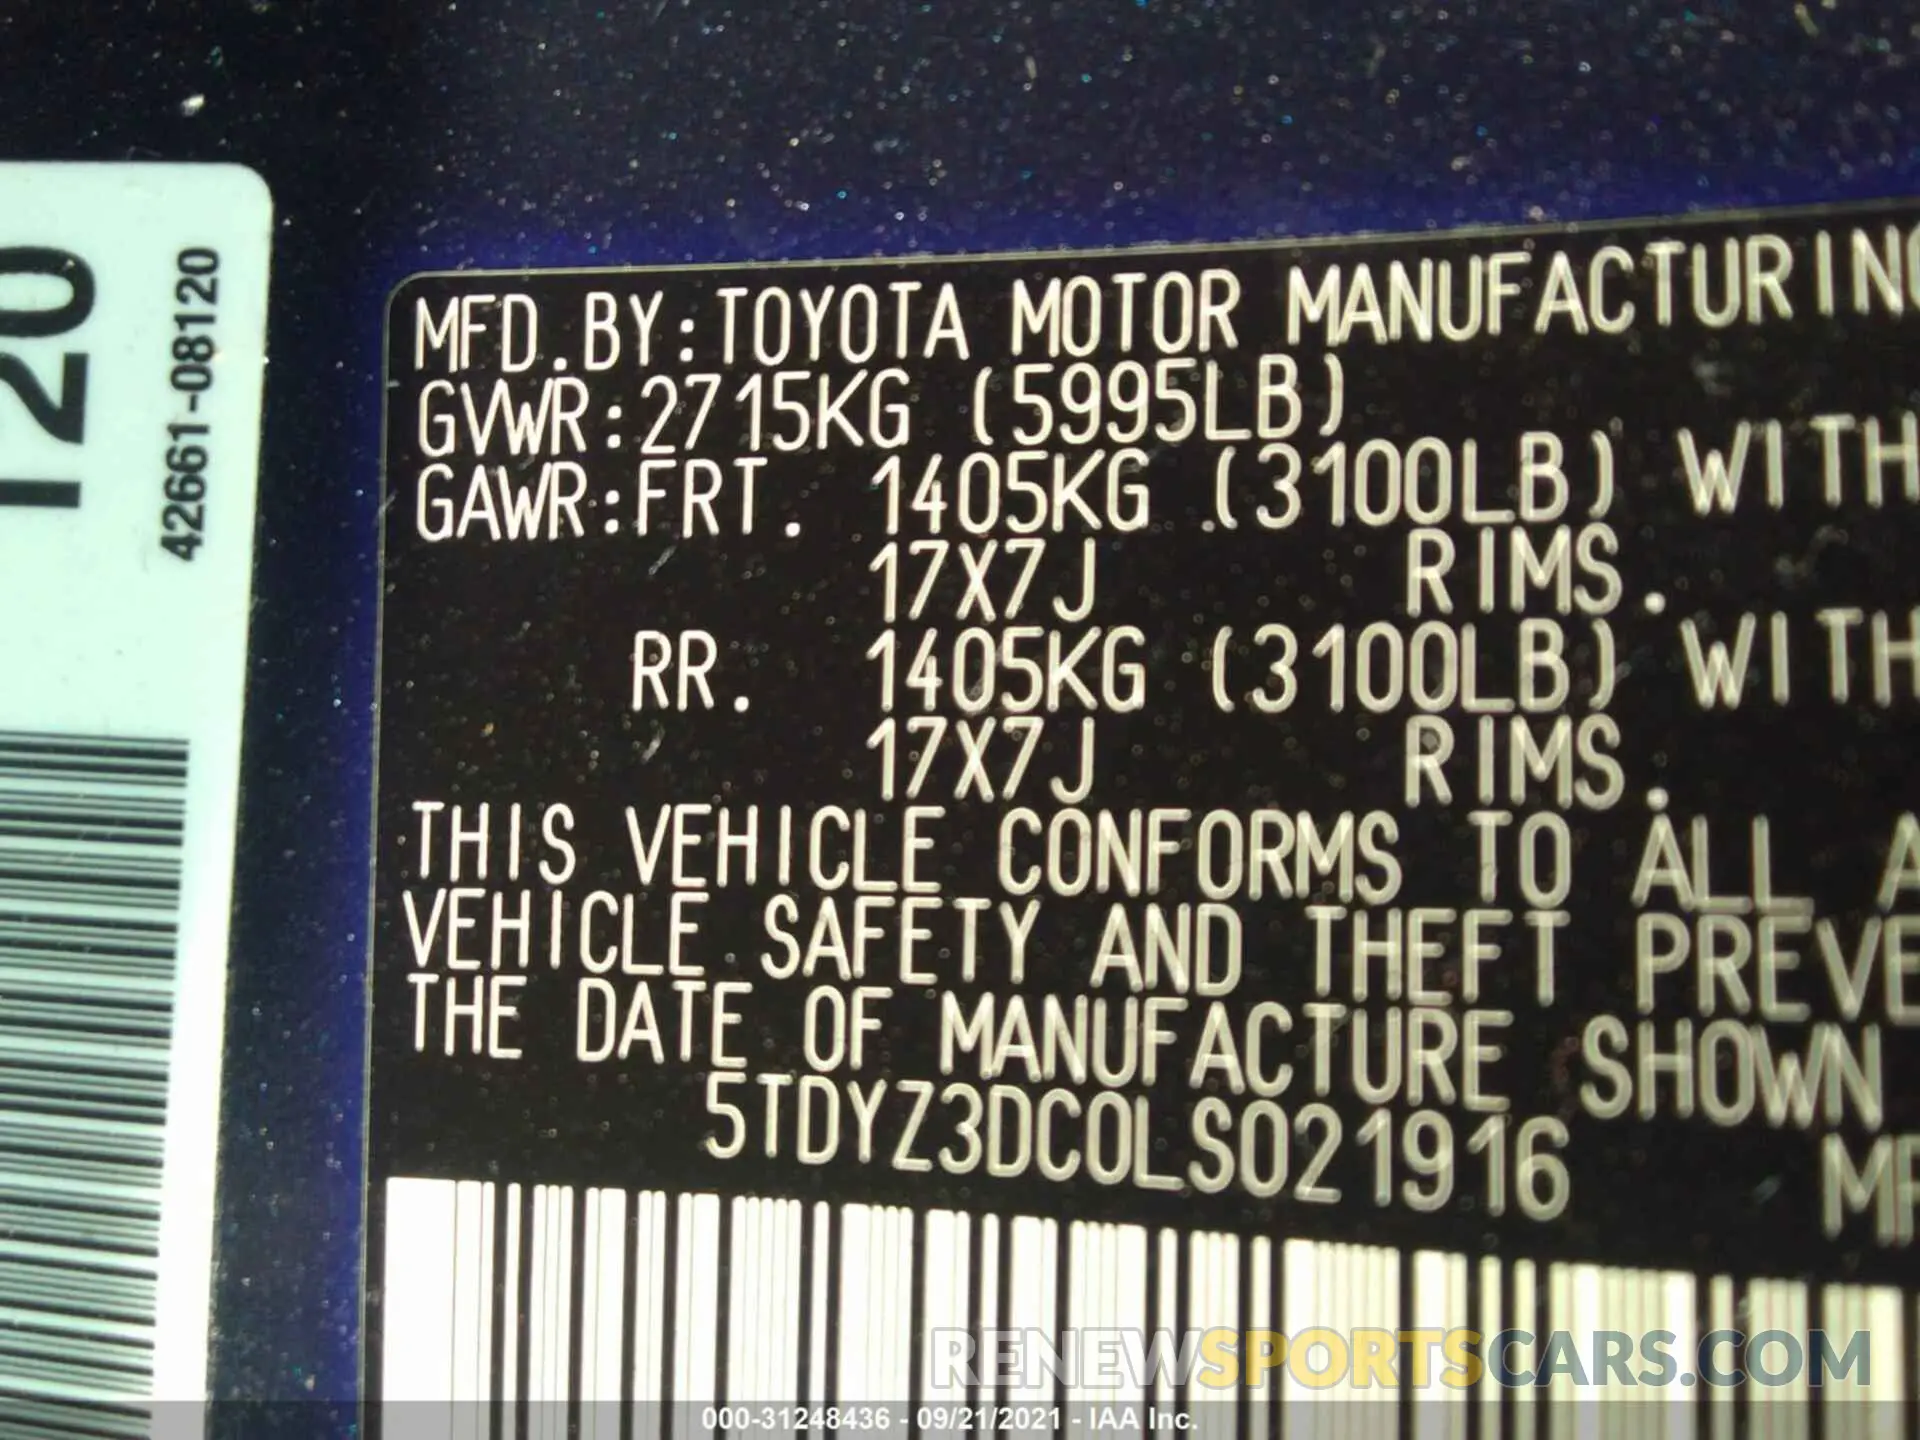 120
42661-08120
MFD.BY:TOYOTA MOTOR MANUFACTURING
GVWR:2715KG (5995LB)
GAWR:FRT. 1405KG (3100LB) WITH
17X7J RIMS.
RR. 1405KG (3100LB) WITH
17X7J RIMS.
THIS VEHICLE CONFORMS TO ALL A
VEHICLE SAFETY AND THEFT PREVE
THE DATE OF MANUFACTURE SHOWN
5TDYZ3DC0LS021916
RENEWSPORTSCARS.COM
000-31248436 - 09/21/2021 - IAA Inc.